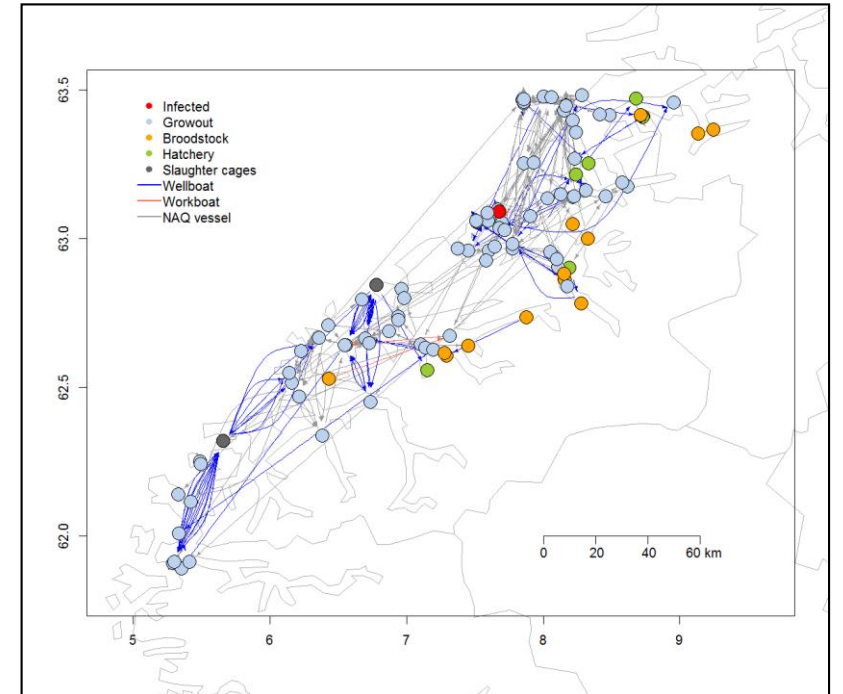 63.5
Infected
Growout
Broodstock
Hatchery
Slaughter cages
Wellboat
Workboat
NAQ vessel
63.0
62.5
62.0
0 20 40 60 km
5 6 7 8 9